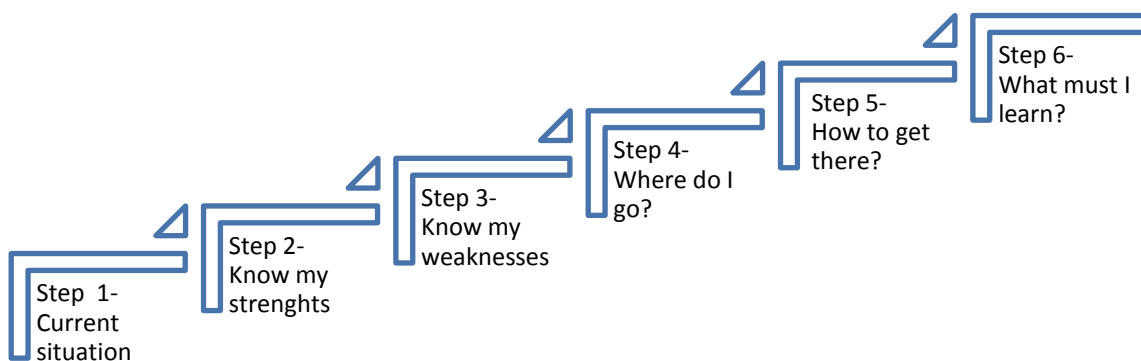 Step 1-
Current
situation
Step 2-
Know my
strenghts
Step 3-
Know my
weaknesses
Step 4-
Where do I
go?
Step 5-
How to get
there?
Step 6-
What must I
learn?